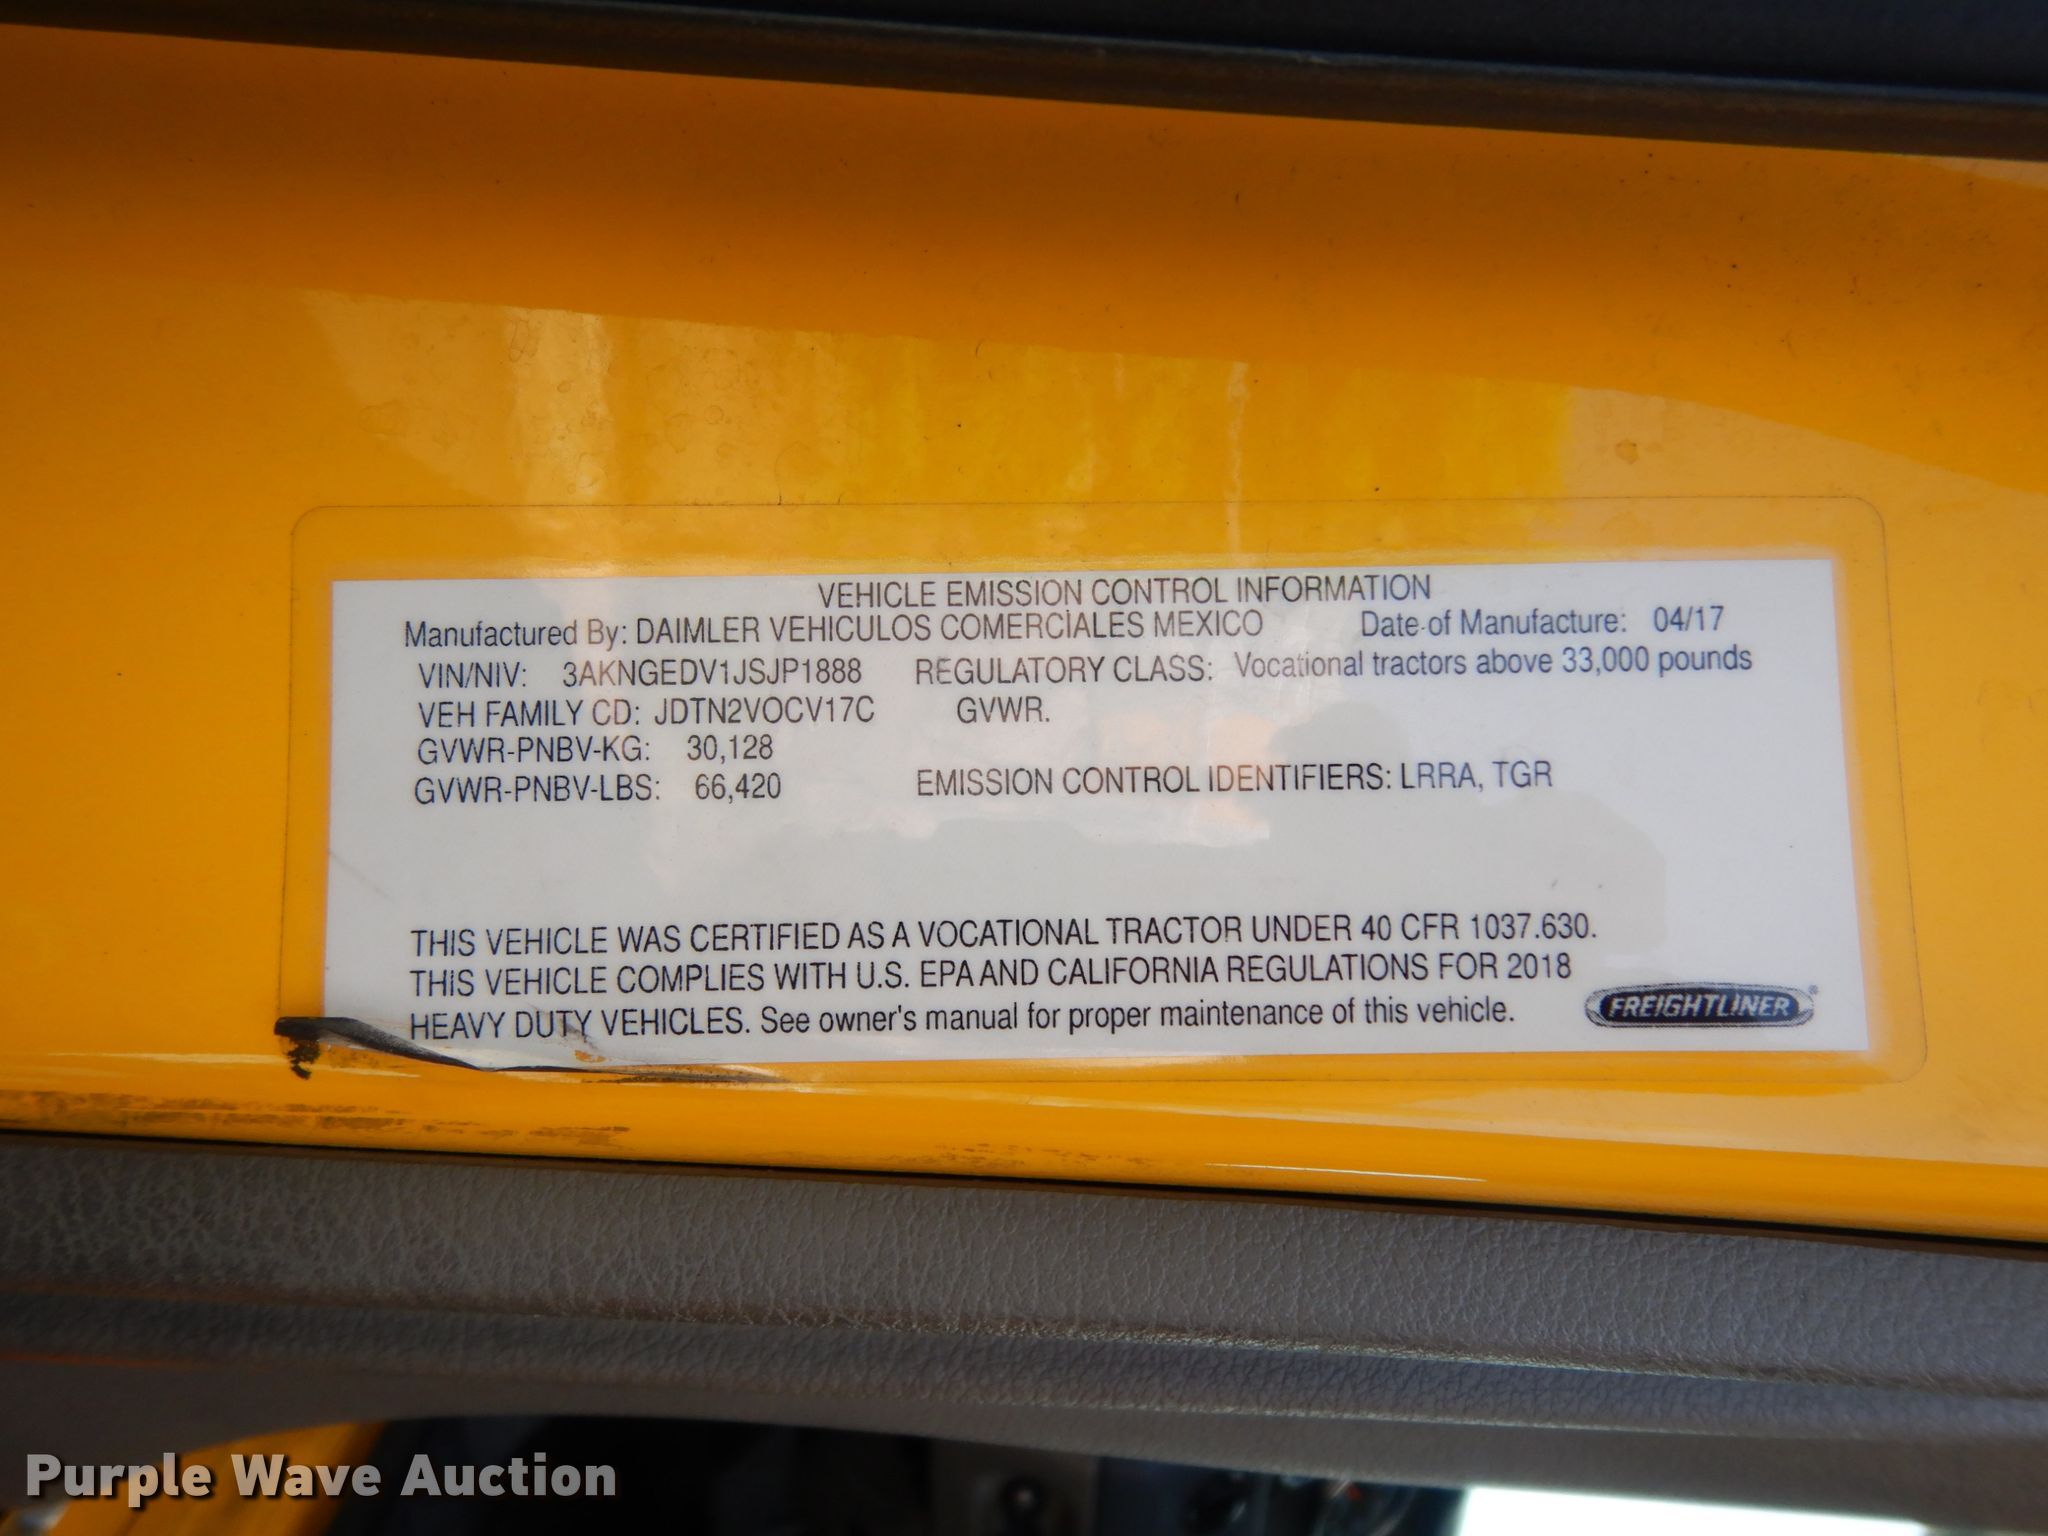 VEHICLE EMISSION CONTROL INFORMATION
Manufactured By: DAIMLER VEHICULOS COMERCIALES MEXICO Date of Manufacture: 04/17
VIN/NIV: 3AKNGEDV1JSJP1888 REGULATORY CLASS: Vocational tractors above 33,000 pounds
VEH FAMILY CD: JDTN2VOCV17C GVWR.
GVWR-PNBV-KG: 30,128
GVWR-PNBV-LBS: 66,420 EMISSION CONTROL IDENTIFIERS: LRRA, TGR
THIS VEHICLE WAS CERTIFIED AS A VOCATIONAL TRACTOR UNDER 40 CFR 1037.630.
THIS VEHICLE COMPLIES WITH U.S. EPA AND CALIFORNIA REGULATIONS FOR 2018
HEAVY DUTY VEHICLES. See owner's manual for proper maintenance of this vehicle.
FREIGHTLINER®
Purple Wave Auction